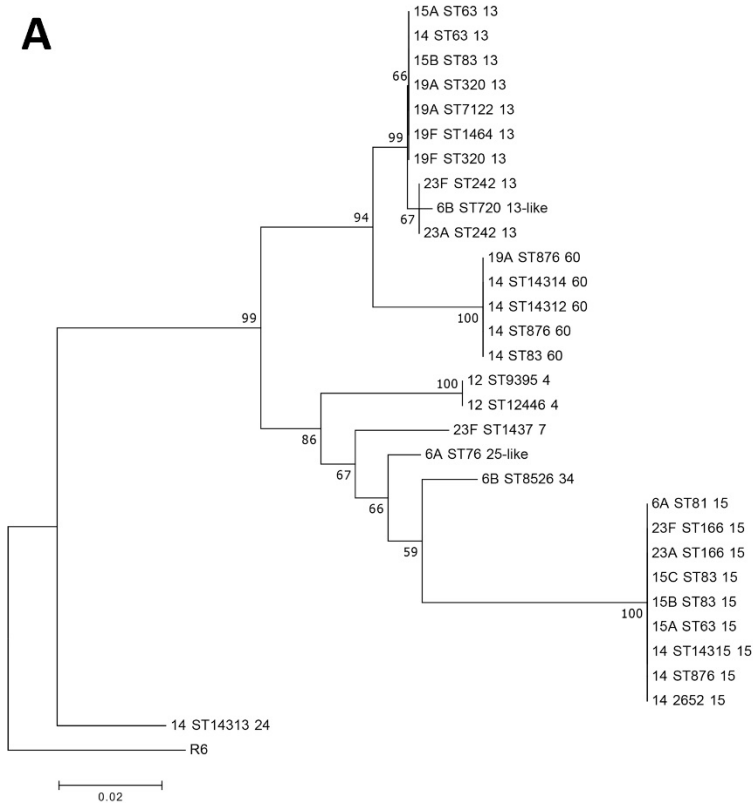 A
15A ST63 13
14 ST63 13
15B ST83 13
66
19A ST320 13
19A ST7122 13
99
19F ST1464 13
19F ST320 13
23F ST242 13
6B ST720 13-like
67
94
23A ST242 13
19A ST876 60
14 ST14314 60
14 ST14312 60
100
99
14 ST876 60
14 ST83 60
100
12 ST9395 4
12 ST12446 4
86
23F ST1437 7
6A ST76 25-like
67
6B ST8526 34
66
6A ST81 15
23F ST166 15
59
23A ST166 15
15C ST83 15
15B ST83 15
100
15A ST63 15
14 ST14315 15
14 ST876 15
14 2652 15
14 ST14313 24
R6
0.02